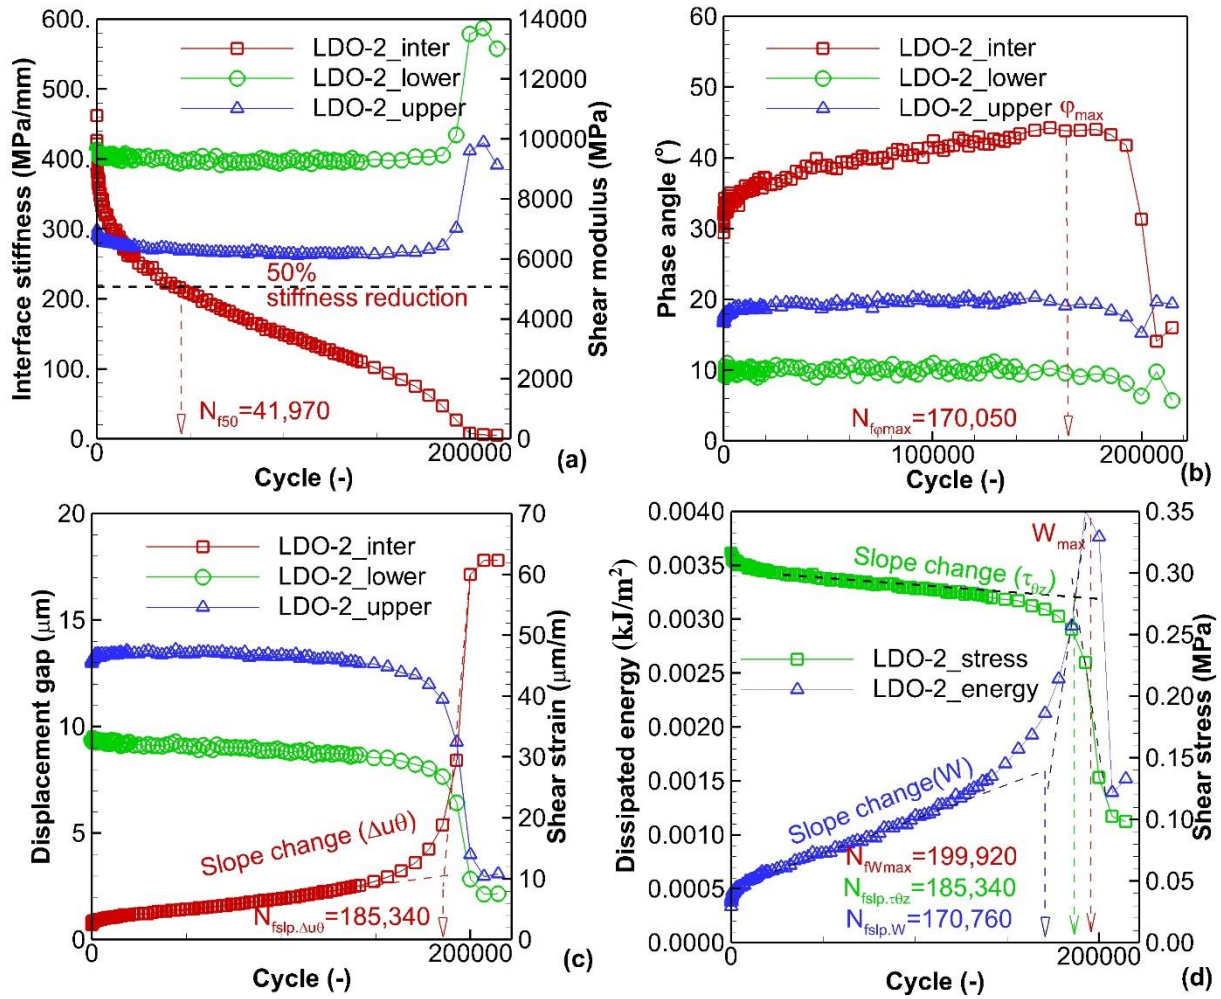 600.
500.
400.
300.
200.
100.
0.
Interface stiffness (MPa/mm)
LDO-2_inter
LDO-2_lower
LDO-2_upper
50%
stiffness reduction
N_f50=41,970
14000
12000
10000
8000
6000
4000
2000
0
Shear modulus (MPa)
0
200000
Cycle (-)
(a)
60
50
40
30
20
10
0
Phase angle (°)
LDO-2_inter
LDO-2_lower
LDO-2_upper
φmax
N_fφmax=170,050
0
100000
200000
Cycle (-)
(b)
20
15
10
5
0
Displacement gap (μm)
LDO-2_inter
LDO-2_lower
LDO-2_upper
Slope change (Δuθ)
N_fslp.Δuθ=185,340
70
60
50
40
30
20
10
0
Shear strain (μm/m)
0
200000
Cycle (-)
(c)
0.0040
0.0035
0.0030
0.0025
0.0020
0.0015
0.0010
0.0005
0.0000
Dissipated energy (kJ/m²)
W_max
Slope change (τ_θz)
LDO-2_stress
LDO-2_energy
Slope change(W)
N_fWmax=199,920
N_fslp.τθz=185,340
N_fslp.W=170,760
0.35
0.30
0.25
0.20
0.15
0.10
0.05
0.00
Shear stress (MPa)
0
200000
Cycle (-)
(d)